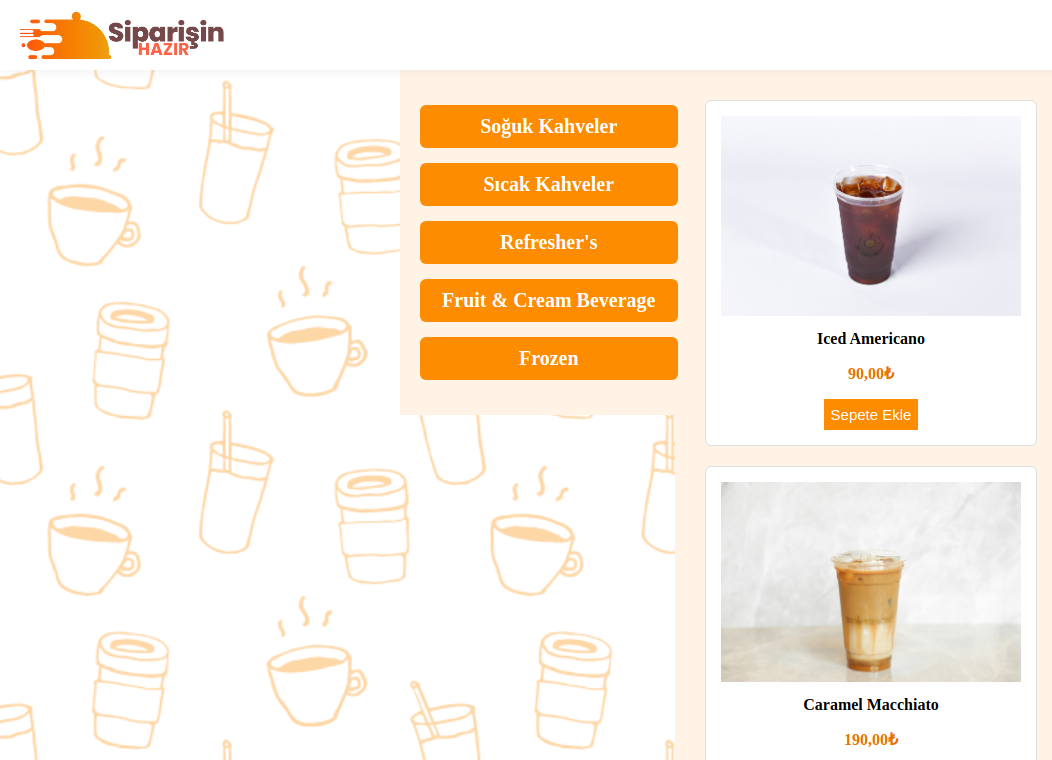 Siparişin
HAZIR
Soğuk Kahveler
Sıcak Kahveler
Refresher's
Fruit & Cream Beverage
Frozen
Iced Americano
90,00₺
Sepete Ekle
Caramel Macchiato
190,00₺